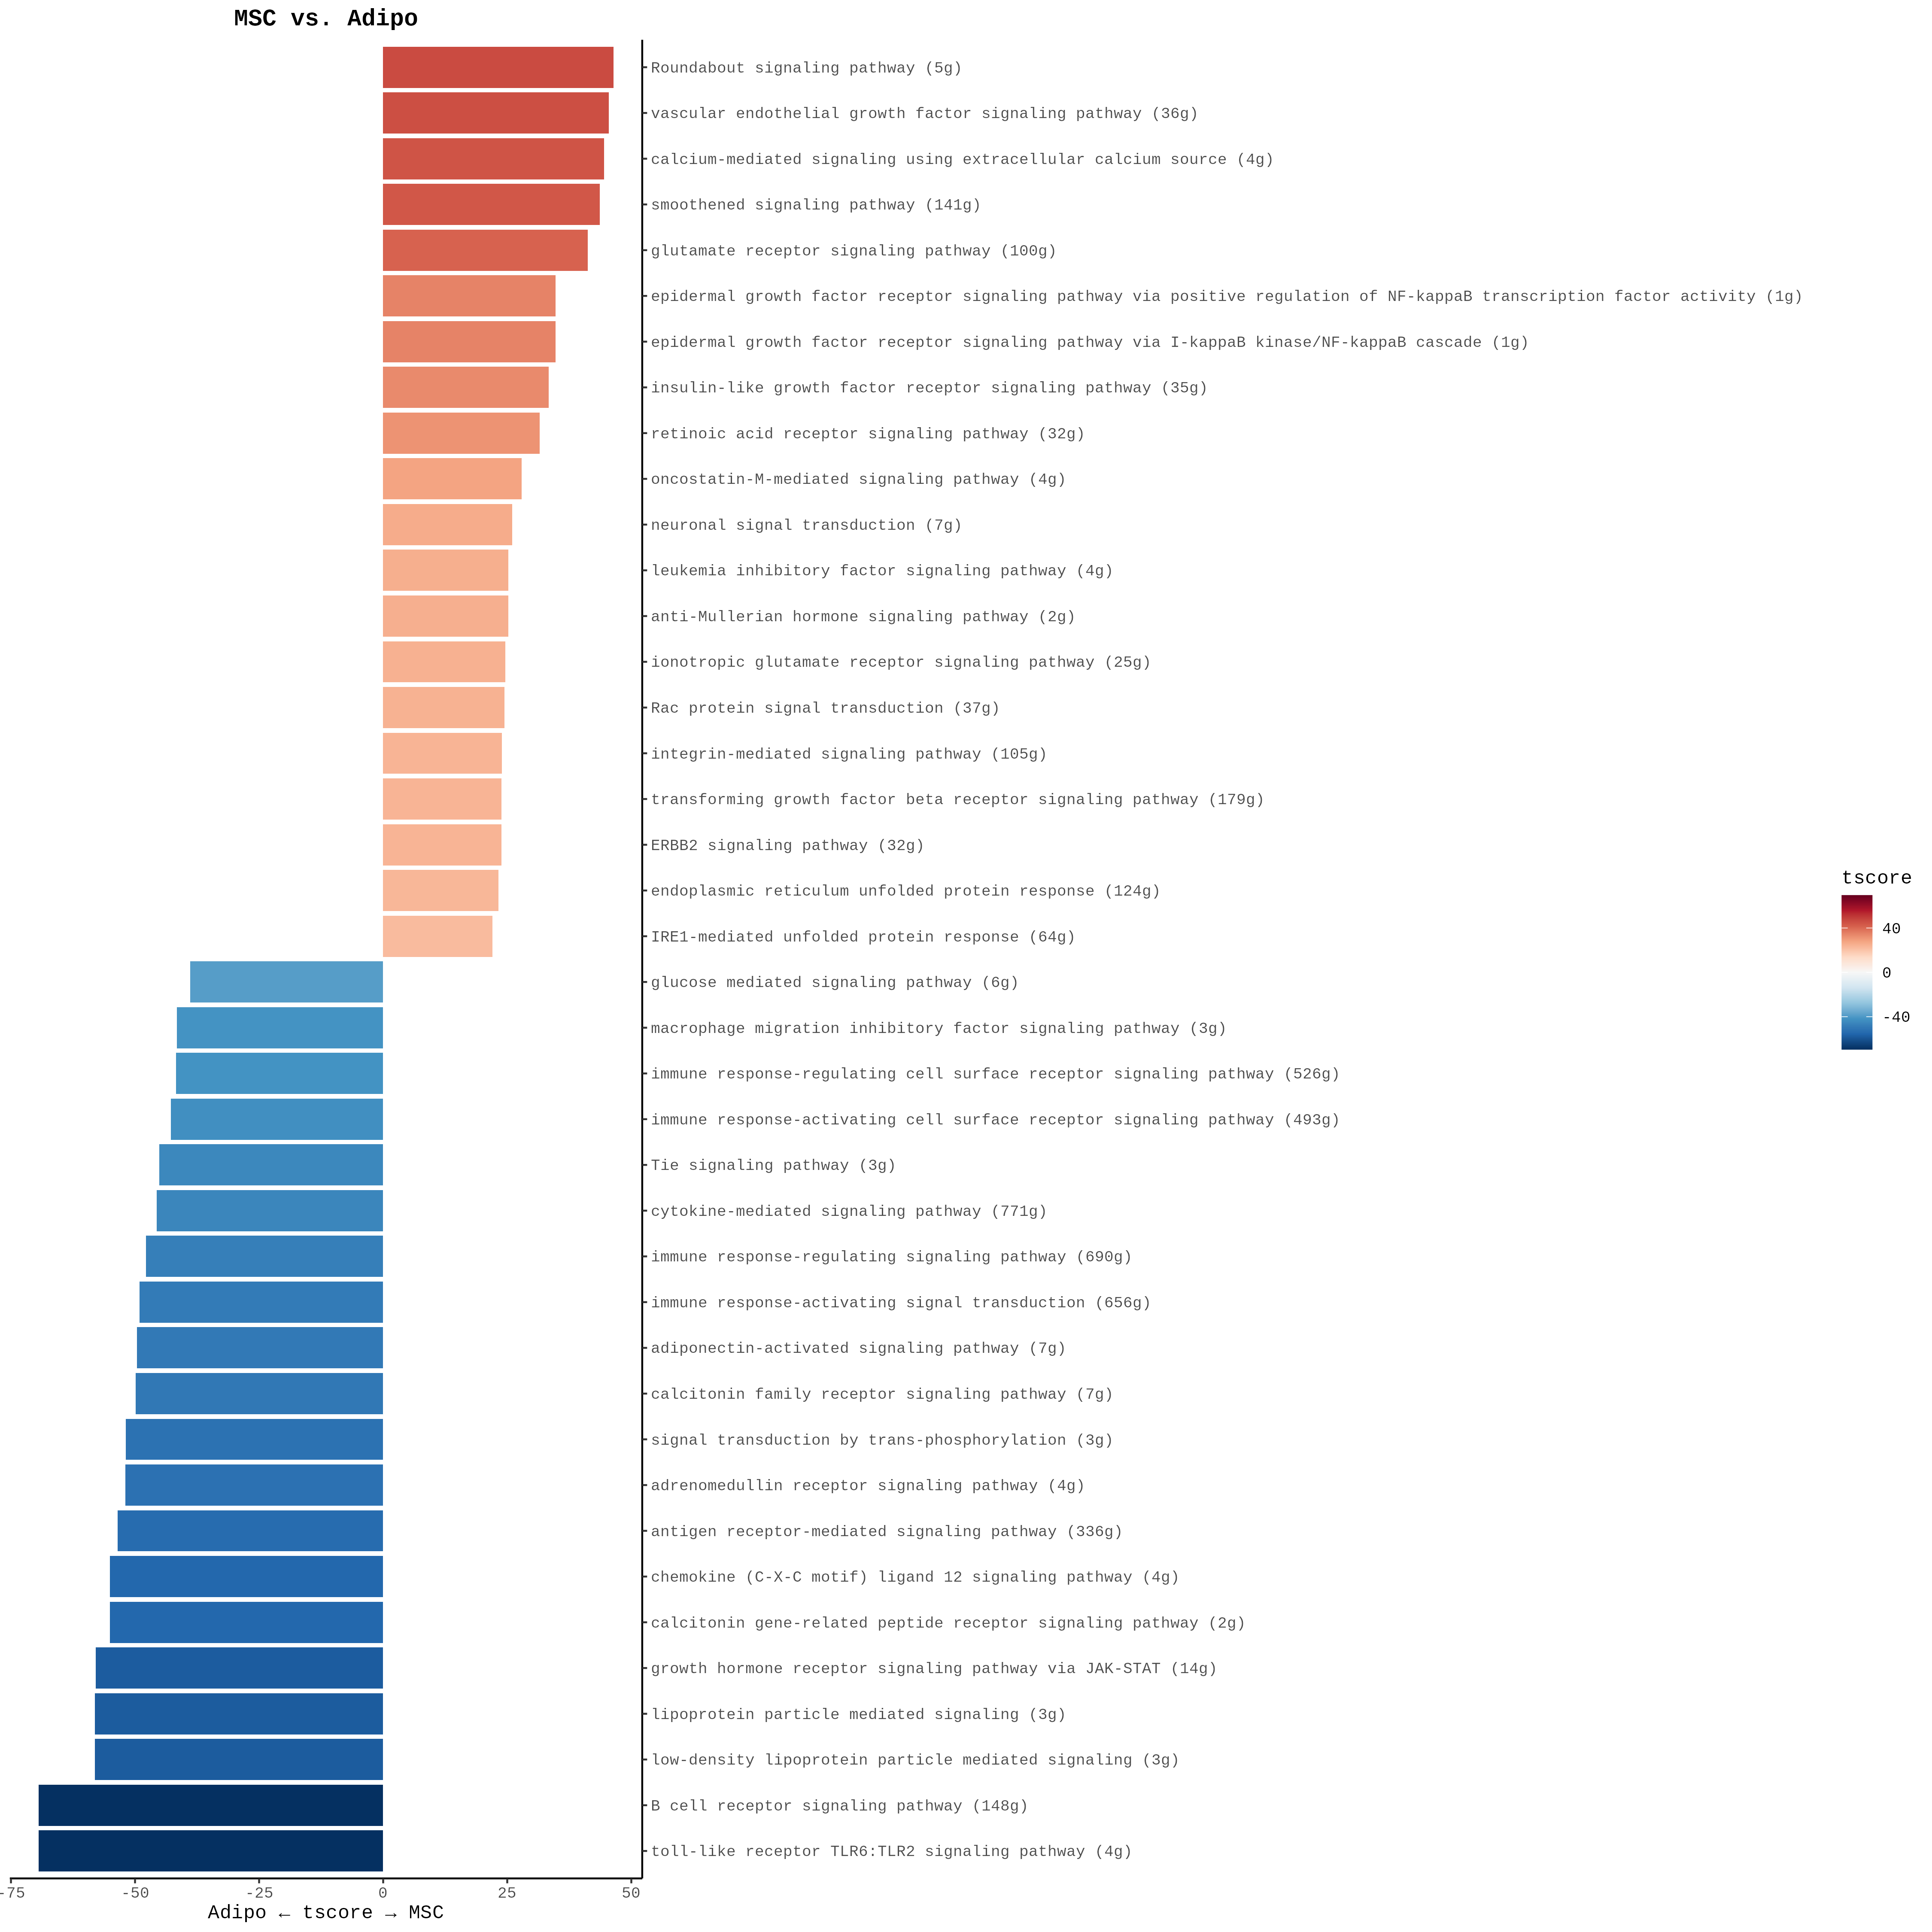 MSC vs. Adipo
Roundabout signaling pathway (5g)
vascular endothelial growth factor signaling pathway (36g)
calcium-mediated signaling using extracellular calcium source (4g)
smoothened signaling pathway (141g)
glutamate receptor signaling pathway (100g)
epidermal growth factor receptor signaling pathway via positive regulation of NF-kappaB transcription factor activity (1g)
epidermal growth factor receptor signaling pathway via I-kappaB kinase/NF-kappaB cascade (1g)
insulin-like growth factor receptor signaling pathway (35g)
retinoic acid receptor signaling pathway (32g)
oncostatin-M-mediated signaling pathway (4g)
neuronal signal transduction (7g)
leukemia inhibitory factor signaling pathway (4g)
anti-Mullerian hormone signaling pathway (2g)
ionotropic glutamate receptor signaling pathway (25g)
Rac protein signal transduction (37g)
integrin-mediated signaling pathway (105g)
transforming growth factor beta receptor signaling pathway (179g)
ERBB2 signaling pathway (32g)
endoplasmic reticulum unfolded protein response (124g)
IRE1-mediated unfolded protein response (64g)
glucose mediated signaling pathway (6g)
macrophage migration inhibitory factor signaling pathway (3g)
immune response-regulating cell surface receptor signaling pathway (526g)
immune response-activating cell surface receptor signaling pathway (493g)
Tie signaling pathway (3g)
cytokine-mediated signaling pathway (771g)
immune response-regulating signaling pathway (690g)
immune response-activating signal transduction (656g)
adiponectin-activated signaling pathway (7g)
calcitonin family receptor signaling pathway (7g)
signal transduction by trans-phosphorylation (3g)
adrenomedullin receptor signaling pathway (4g)
antigen receptor-mediated signaling pathway (336g)
chemokine (C-X-C motif) ligand 12 signaling pathway (4g)
calcitonin gene-related peptide receptor signaling pathway (2g)
growth hormone receptor signaling pathway via JAK-STAT (14g)
lipoprotein particle mediated signaling (3g)
low-density lipoprotein particle mediated signaling (3g)
B cell receptor signaling pathway (148g)
toll-like receptor TLR6:TLR2 signaling pathway (4g)
-75 -50 -25 0 25 50
Adipo ← tscore → MSC
tscore
40
0
-40